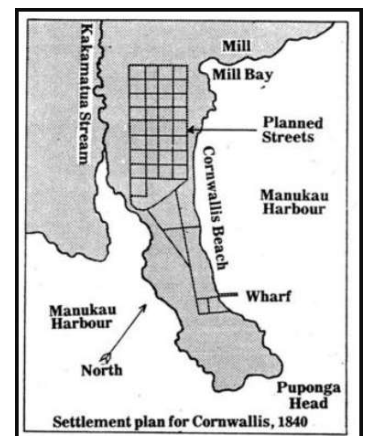 Kakamatua Stream
Mill
Mill Bay
Planned
Streets
Cornwallis Beach
Manukau
Harbour
Wharf
Manukau
Harbour
North
Puponga
Head
Settlement plan for Cornwallis, 1840